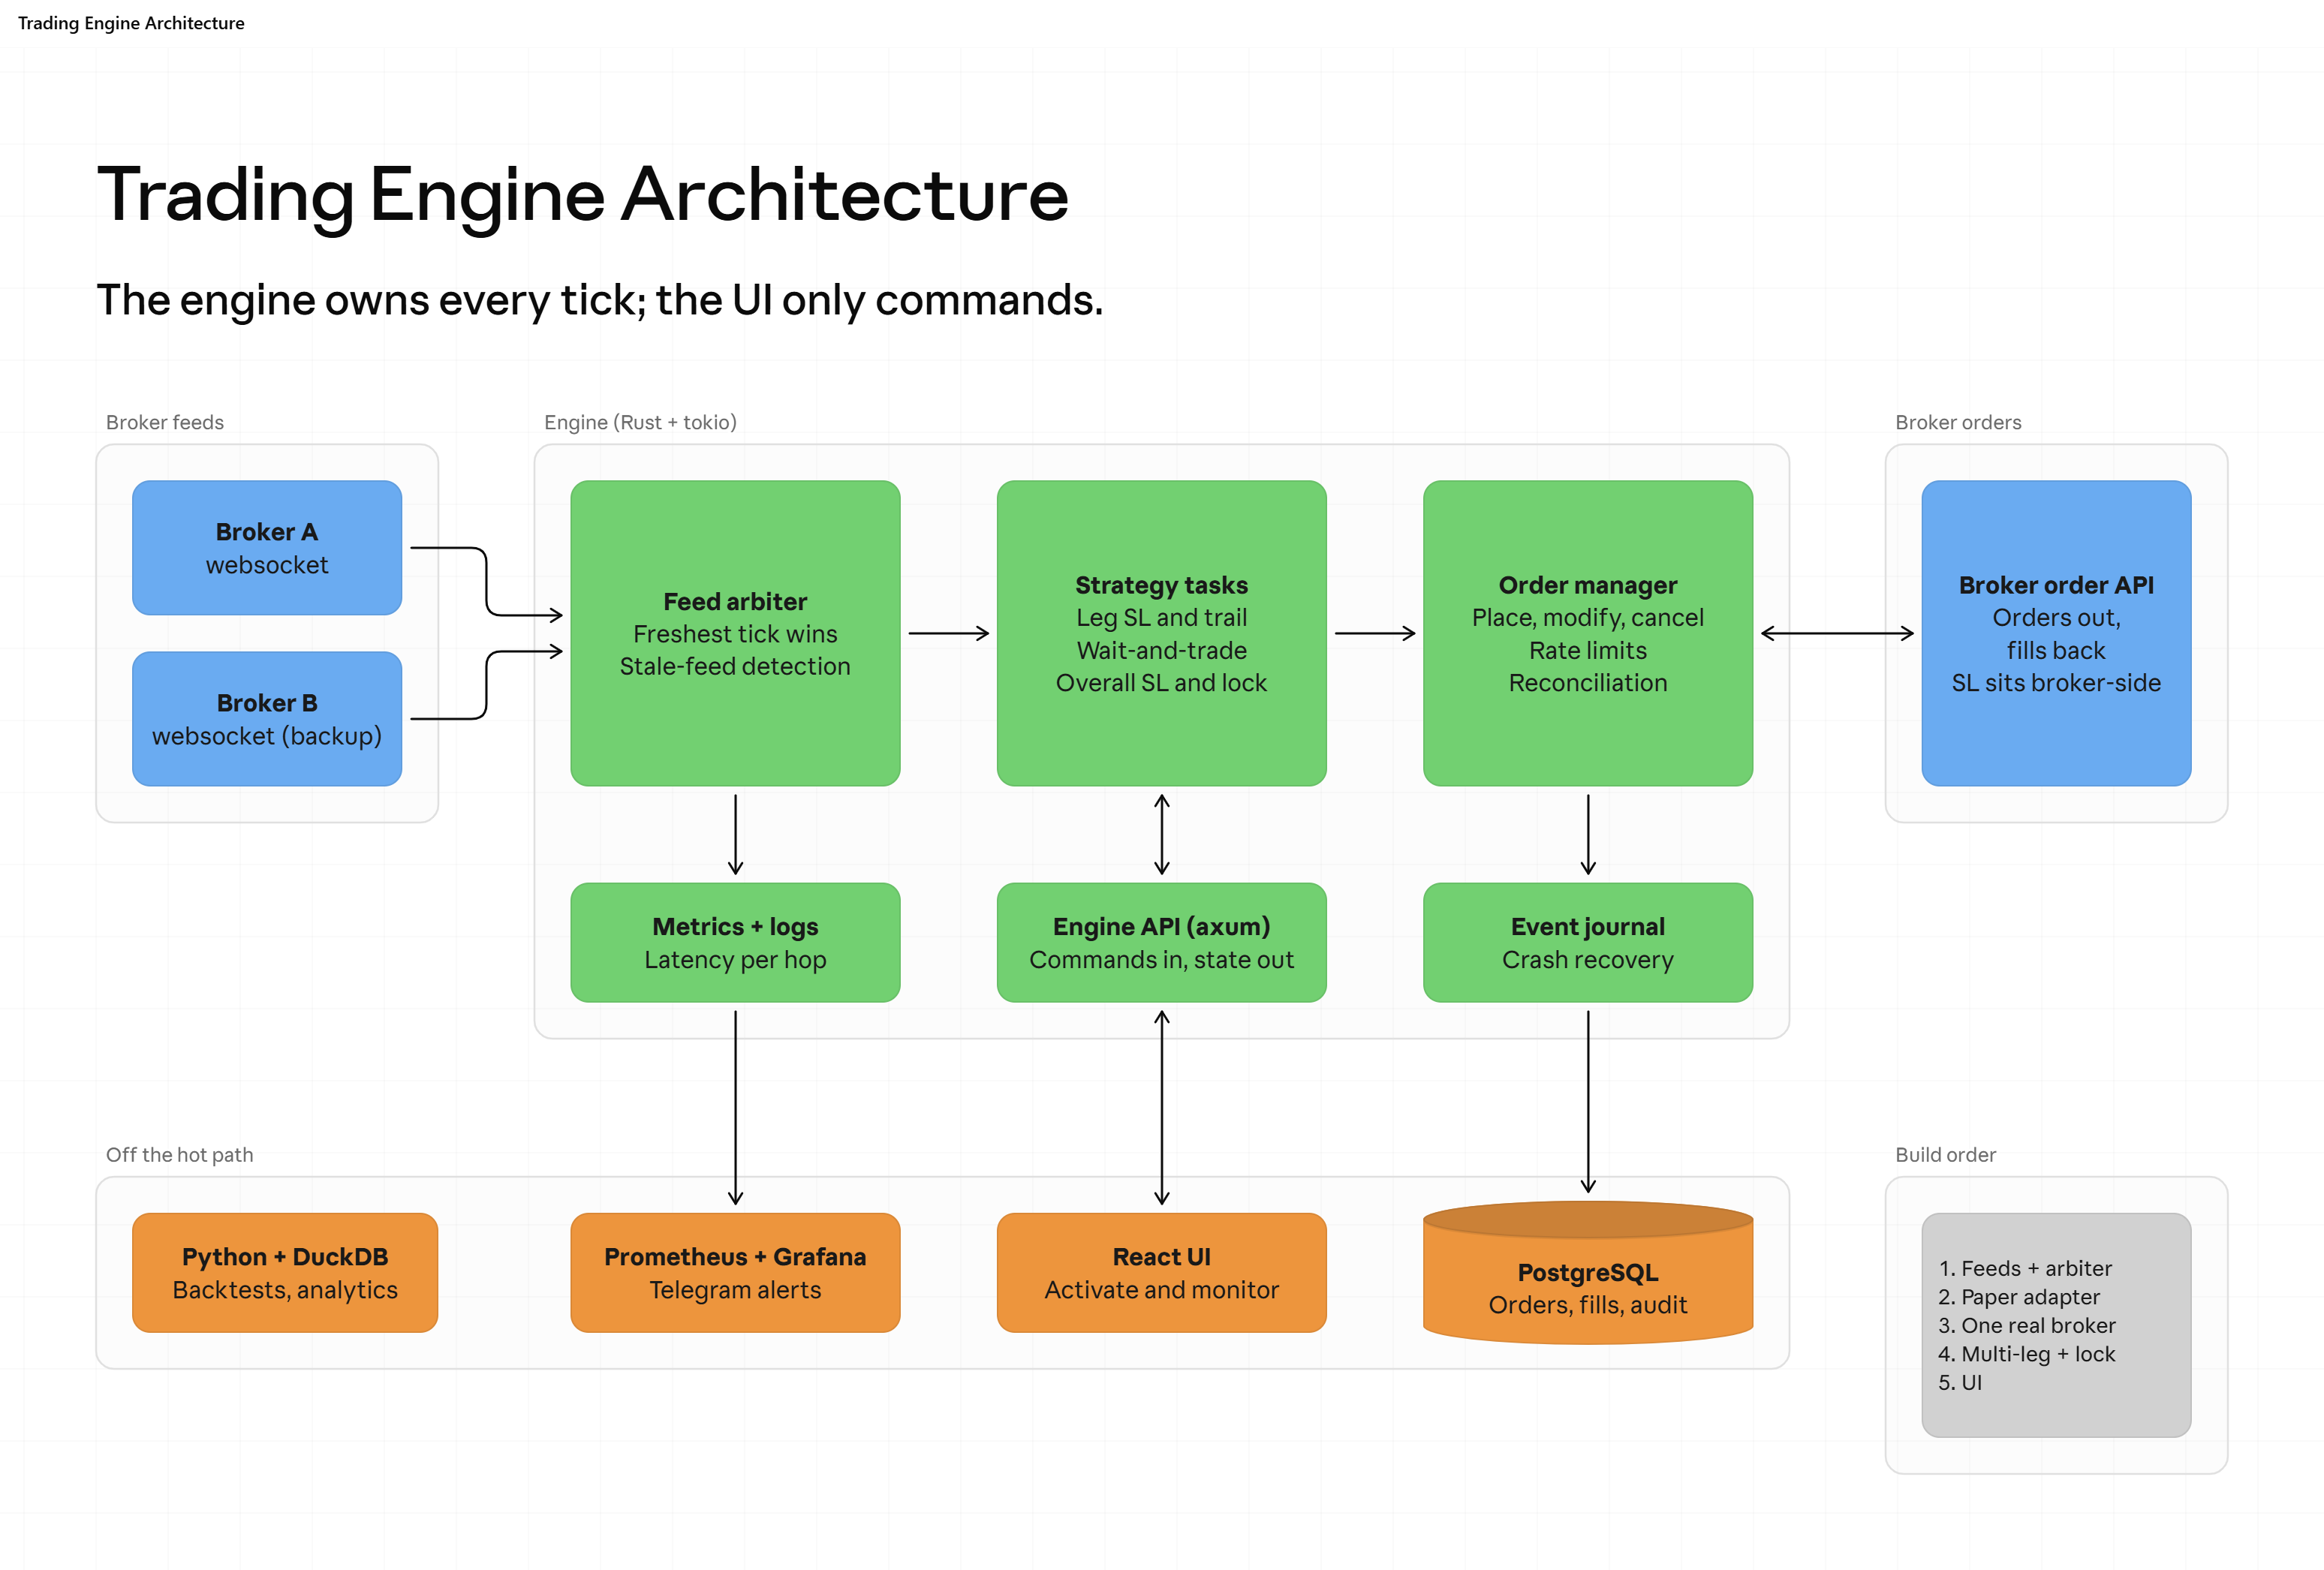 Trading Engine Architecture
Trading Engine Architecture
The engine owns every tick; the UI only commands.
Broker feeds
Broker A
websocket
Broker B
websocket (backup)
Engine (Rust + tokio)
Feed arbiter
Freshest tick wins
Stale-feed detection
Strategy tasks
Leg SL and trail
Wait-and-trade
Overall SL and lock
Order manager
Place, modify, cancel
Rate limits
Reconciliation
Broker orders
Broker order API
Orders out,
fills back
SL sits broker-side
Metrics + logs
Latency per hop
Engine API (axum)
Commands in, state out
Event journal
Crash recovery
Off the hot path
Python + DuckDB
Backtests, analytics
Prometheus + Grafana
Telegram alerts
React UI
Activate and monitor
PostgreSQL
Orders, fills, audit
Build order
1. Feeds + arbiter
2. Paper adapter
3. One real broker
4. Multi-leg + lock
5. UI